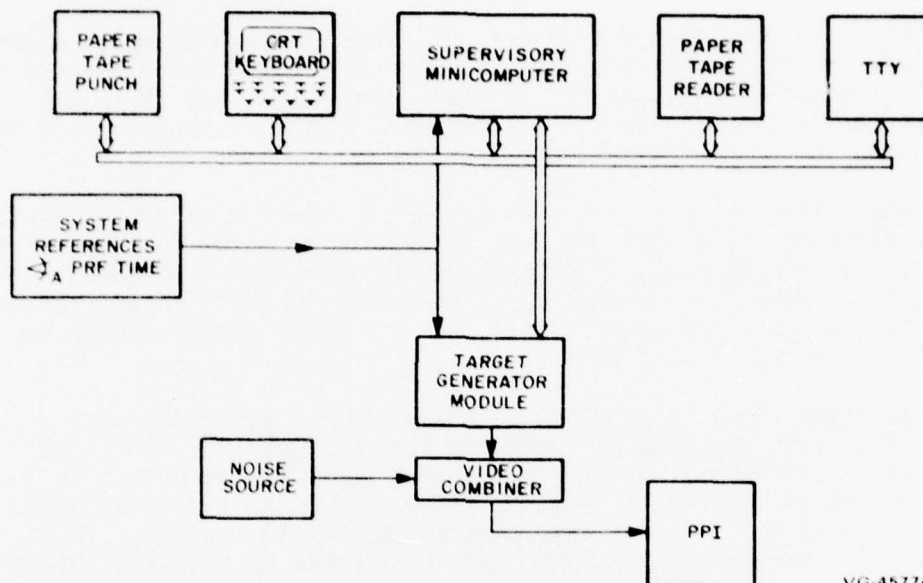 PAPER
TAPE
PUNCH
CRT
KEYBOARD
SUPERVISORY
MINICOMPUTER
PAPER
TAPE
READER
TTY
SYSTEM
REFERENCES
A PRF TIME
TARGET
GENERATOR
MODULE
NOISE
SOURCE
VIDEO
COMBINER
PPI